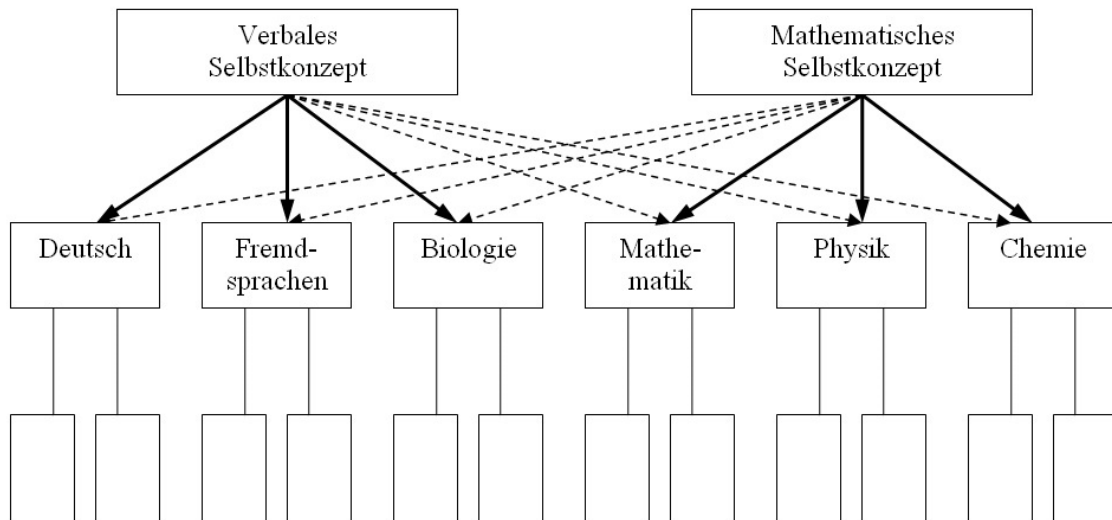 Verbales
Selbstkonzept
Mathematisches
Selbstkonzept
Deutsch
Fremd-
sprachen
Biologie
Mathe-
matik
Physik
Chemie